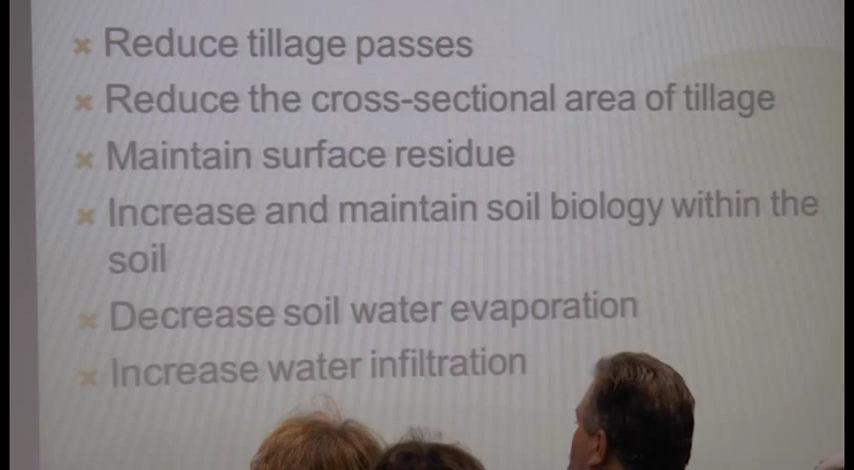 Reduce tillage passes
Reduce the cross-sectional area of tillage
Maintain surface residue
Increase and maintain soil biology within the
soil
Decrease soil water evaporation
Increase water infiltration